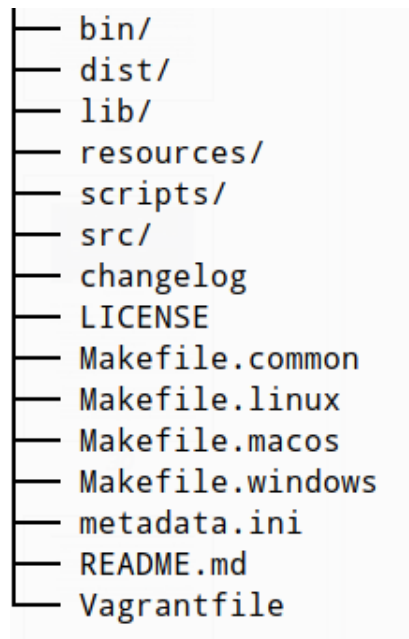 bin/
dist/
lib/
resources/
scripts/
src/
changelog
LICENSE
Makefile.common
Makefile.linux
Makefile.macos
Makefile.windows
metadata.ini
README.md
Vagrantfile